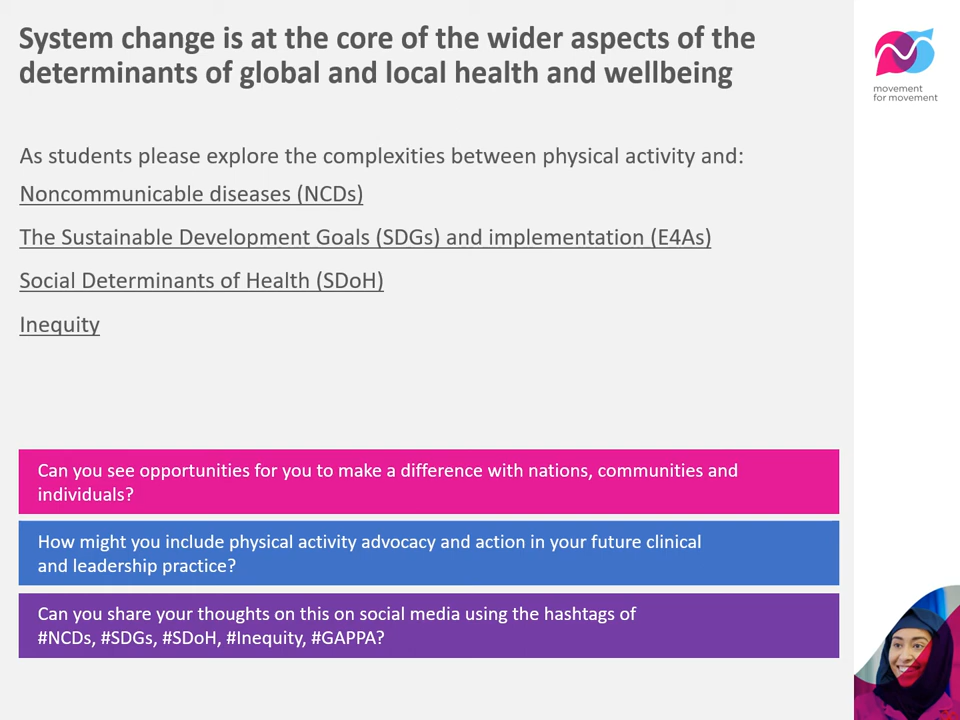 System change is at the core of the wider aspects of the
determinants of global and local health and wellbeing
movement
for movement
As students please explore the complexities between physical activity and:
Noncommunicable diseases (NCDs)
The Sustainable Development Goals (SDGs) and implementation (E4As)
Social Determinants of Health (SDoH)
Inequity
Can you see opportunities for you to make a difference with nations, communities and
individuals?
How might you include physical activity advocacy and action in your future clinical
and leadership practice?
Can you share your thoughts on this on social media using the hashtags of
#NCDs, #SDGs, #SDoH, #Inequity, #GAPPA?